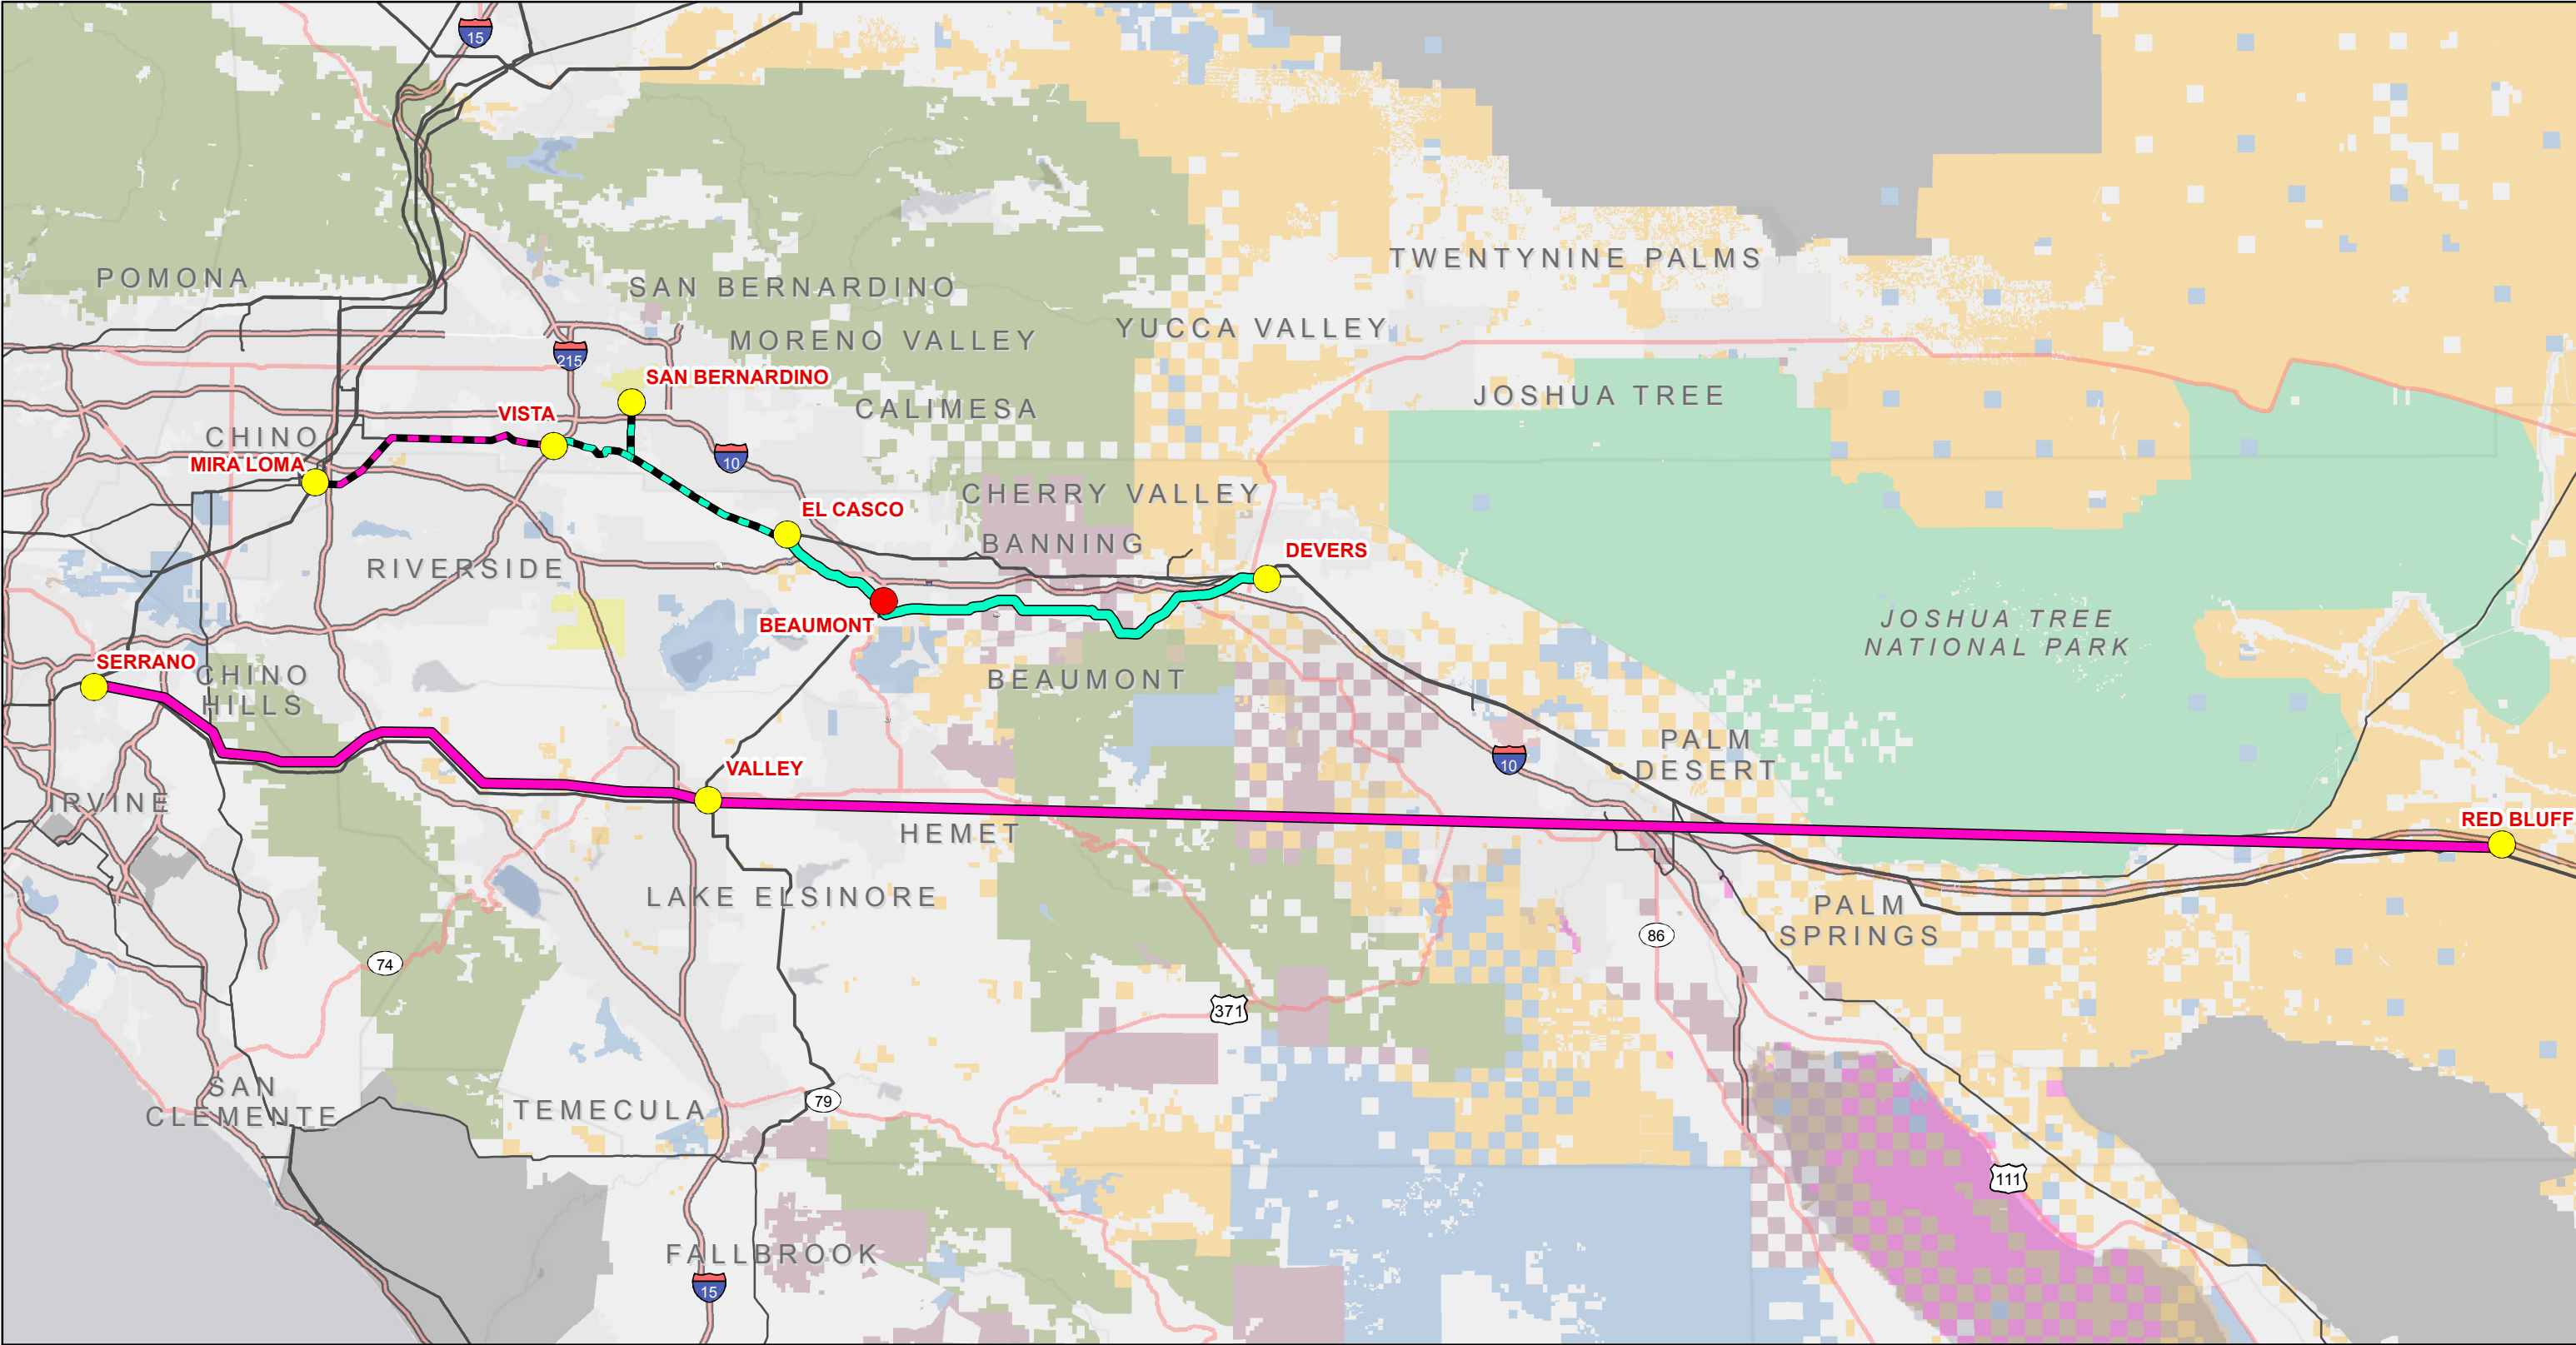 15
POMONA
TWENTYNINE PALMS
SAN BERNARDINO
YUCCA VALLEY
MORENO VALLEY
215
SAN BERNARDINO
JOSHUA TREE
VISTA
CALIMESA
CHINO
10
MIRA LOMA
CHERRY VALLEY
EL CASCO
BANNING
DEVERS
RIVERSIDE
BEAUMONT
JOSHUA TREE
NATIONAL PARK
SERRANO
CHINO
HILLS
BEAUMONT
PALM
DESERT
10
VALLEY
IRVINE
RED BLUFF
HEMET
LAKE ELSINORE
PALM
SPRINGS
86
74
371
SAN
CLEMENTE
TEMECULA
79
111
FALLBROOK
15